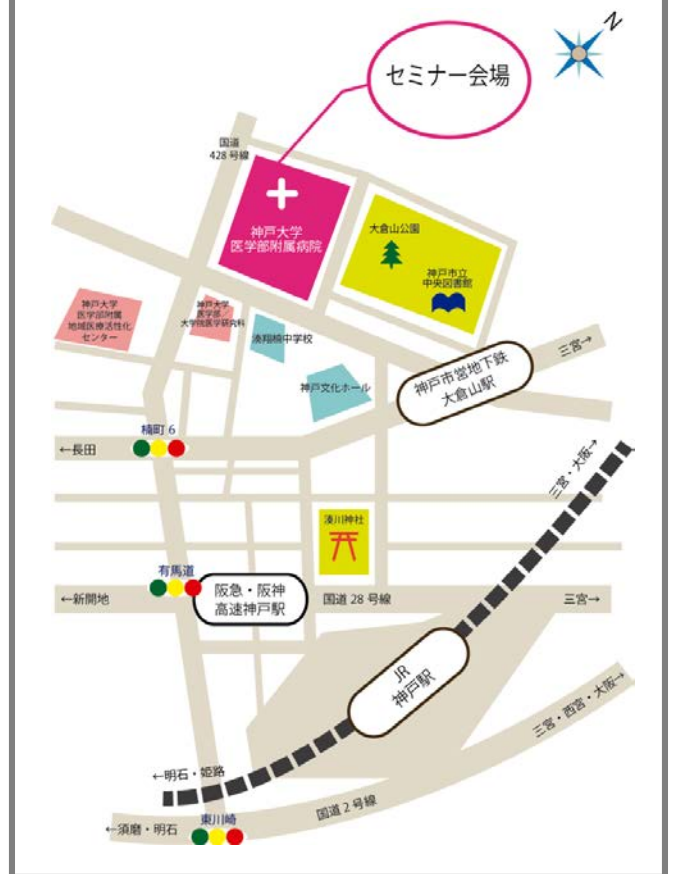 N
セミナー会場
国道
428 号線
神戸大学
医学部附属病院
大倉山公園
神戸市立
中央図書館
神戸大学
医学部附属
地域医療活性化
センター
神戸大学
医学部/
大学院医学研究科
湊翔楠中学校
神戸文化ホール
神戸市営地下鉄
大倉山駅
三宮→
楠町 6
←長田
三宮・大阪→
湊川神社
有馬道
←新開地
阪急・阪神
高速神戸駅
国道 28 号線
三宮→
JR
神戸駅
三宮・西宮・大阪→
←明石・姫路
国道 2 号線
東川崎
←須磨・明石